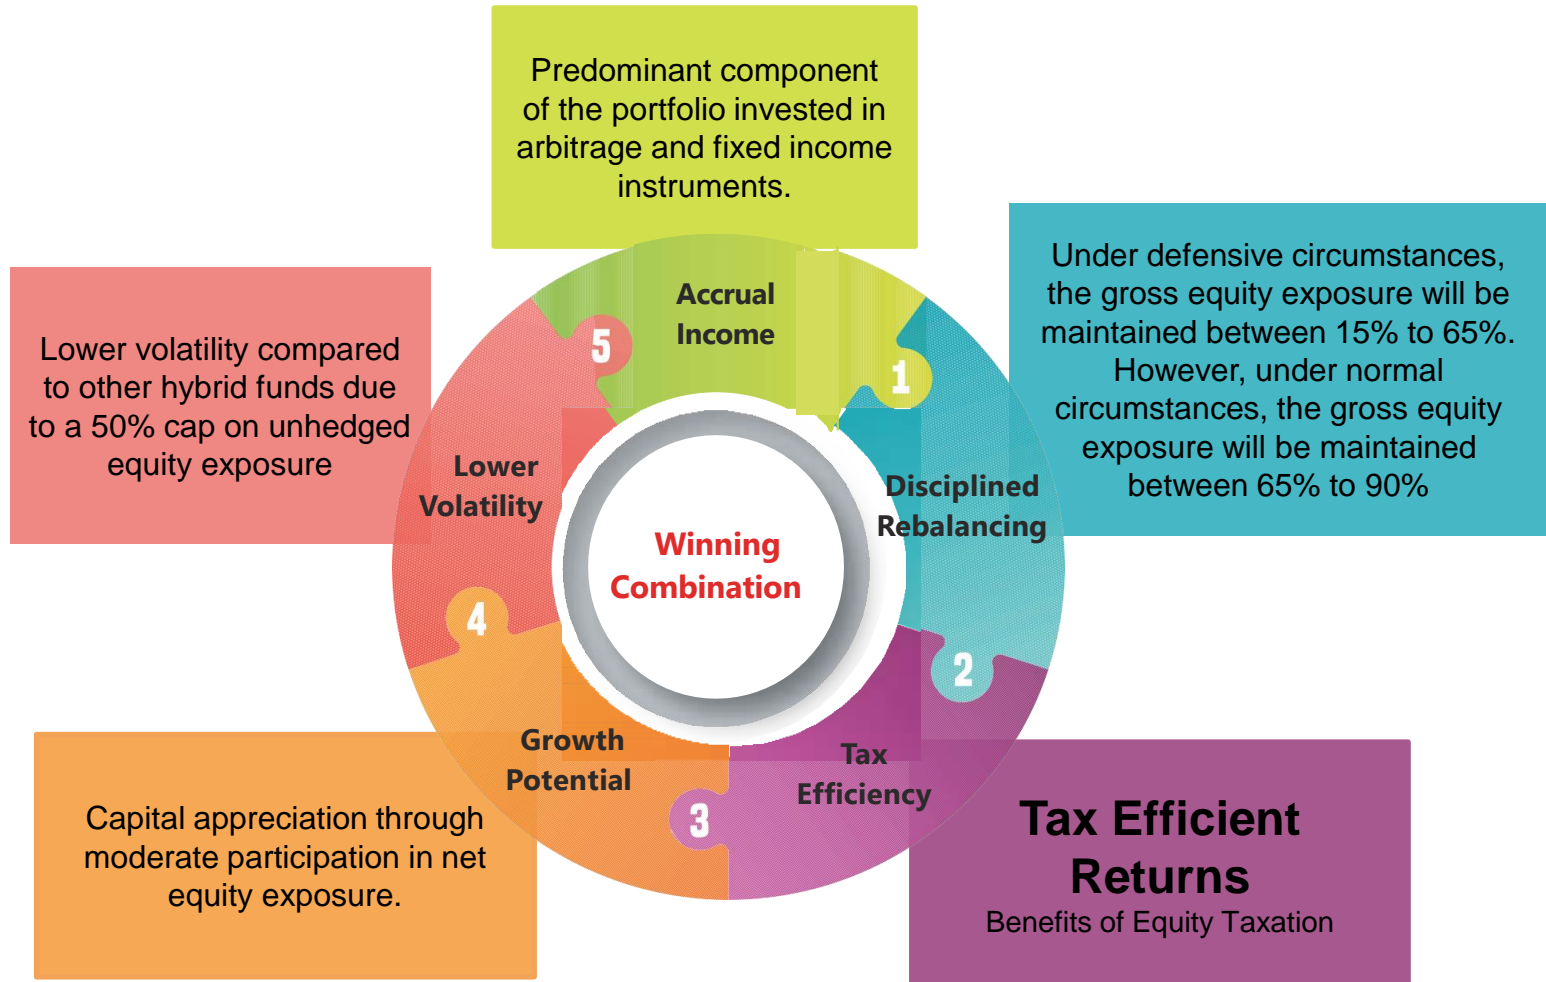 Predominant component
of the portfolio invested in
arbitrage and fixed income
instruments.
Accrual
Income
1
Under defensive circumstances,
the gross equity exposure will be
maintained between 15% to 65%.
However, under normal
circumstances, the gross equity
exposure will be maintained
between 65% to 90%
Disciplined
Rebalancing
2
Tax
Efficiency
Tax Efficient
Returns
Benefits of Equity Taxation
3
Growth
Potential
Capital appreciation through
moderate participation in net
equity exposure.
4
Lower
Volatility
Lower volatility compared
to other hybrid funds due
to a 50% cap on unhedged
equity exposure
5
Winning
Combination